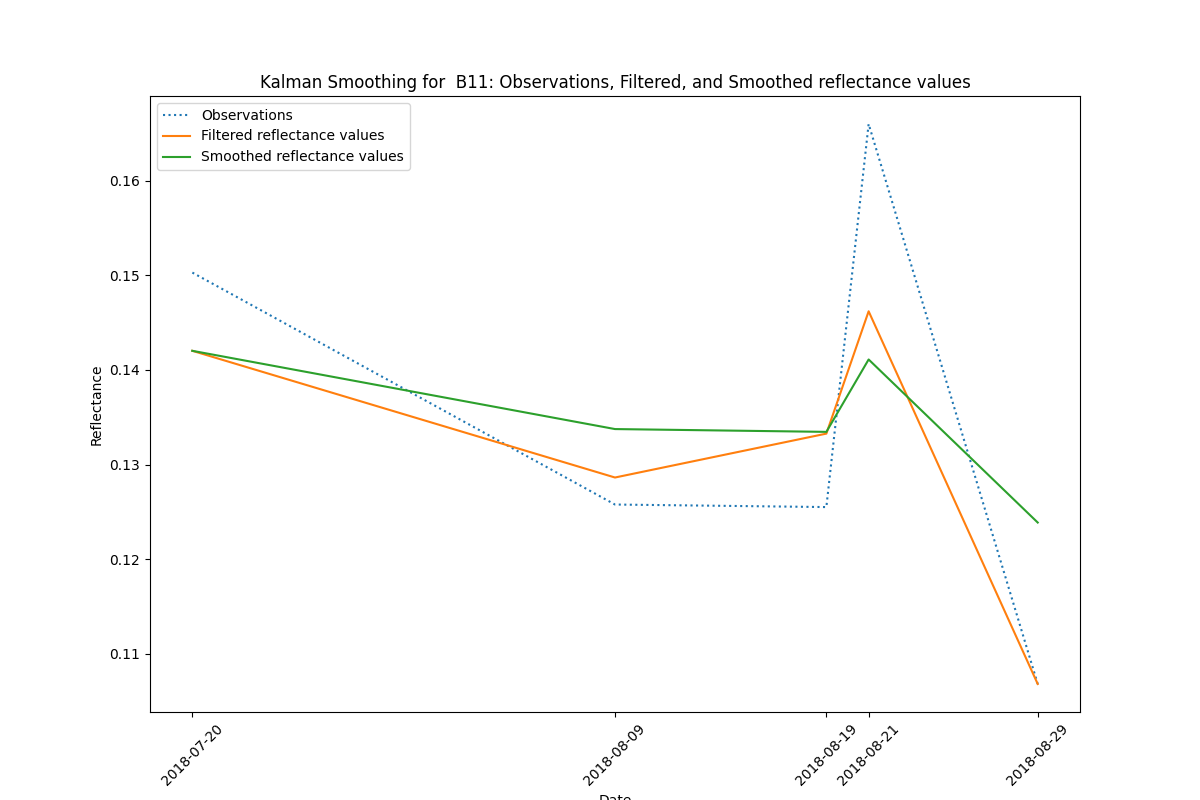 Kalman Smoothing for  B11: Observations, Filtered, and Smoothed reflectance values
Observations
Filtered reflectance values
Smoothed reflectance values
0.16
0.15
0.14
0.13
0.12
0.11
Reflectance
2018-07-20
2018-08-09
2018-08-19
2018-08-21
2018-08-29
Date